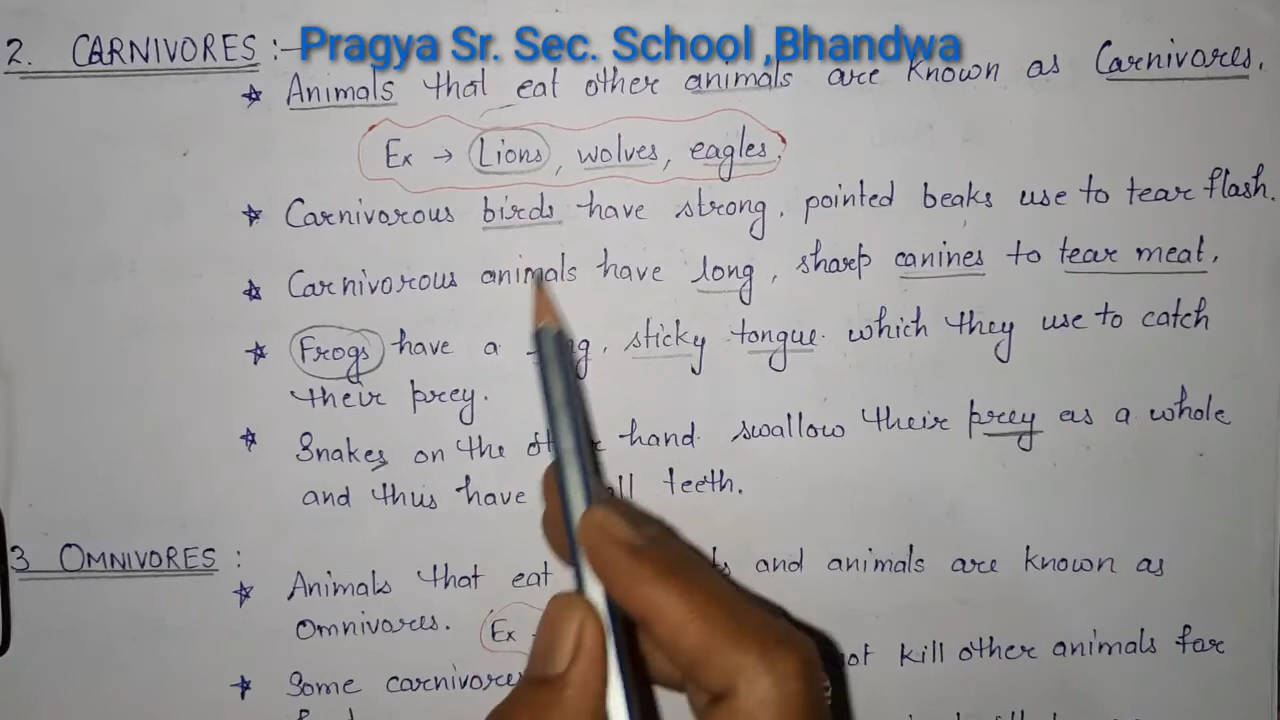 Pragya Sr. Sec. School ,Bhandwa
2. CARNIVORES :-
☆ Animals that eat other animals are known as Carnivores.
Ex → Lions, wolves, eagles.
☆ Carnivorous birds have strong, pointed beaks use to tear flash.
☆ Carnivorous animals have long, sharp canines to tear meat.
☆ Frogs have a sticky tongue which they use to catch
their prey.
☆ Snakes on the hand swallow their prey as a whole
and thus have teeth.
3 OMNIVORES :
☆ Animals that eat and animals are known as
Omnivores. Ex
☆ Some kill other animals for